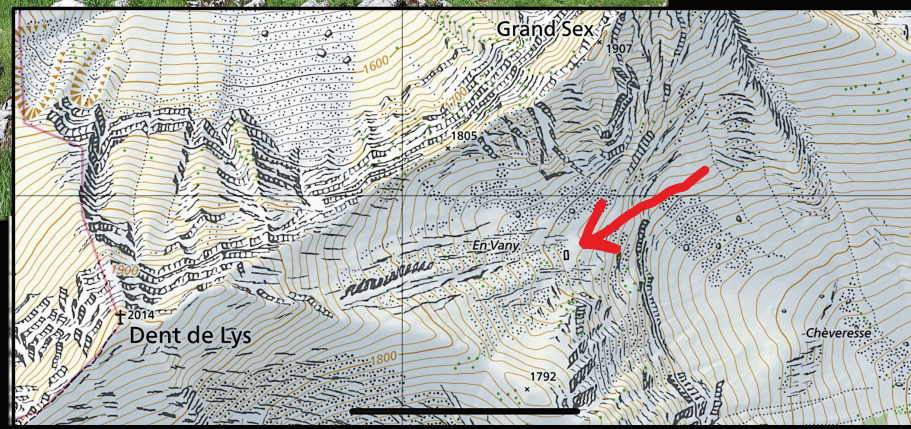 Grand Sex
1907
1600
1700
1805
En Vany
1900
2014
Dent de Lys
Chèveresse
1800
1792